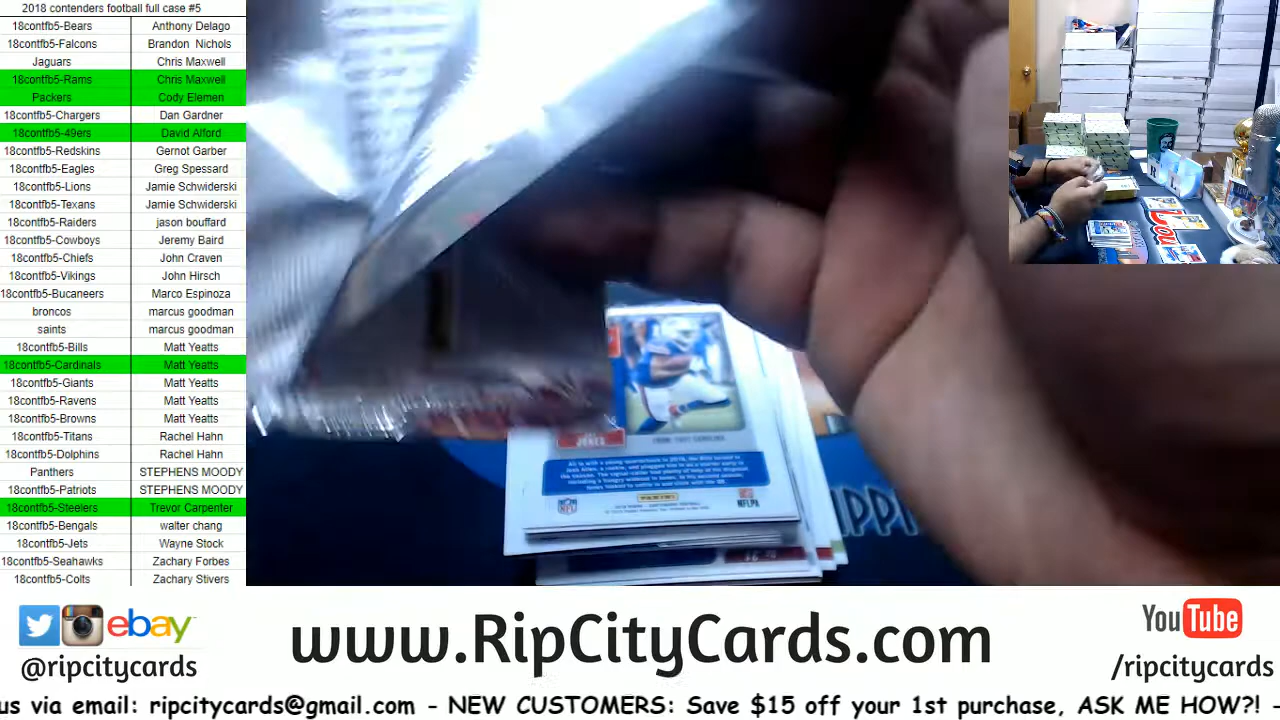 2018 contenders football full case #5
18contfb5-Bears Anthony Delago
18contfb5-Falcons Brandon Nichols
Jaguars Chris Maxwell
18contfb5-Rams Chris Maxwell
Packers Cody Elemen
18contfb5-Chargers Dan Gardner
18contfb5-49ers David Alford
18contfb5-Redskins Gernot Garber
18contfb5-Eagles Greg Spessard
18contfb5-Lions Jamie Schwiderski
18contfb5-Texans Jamie Schwiderski
18contfb5-Raiders jason bouffard
18contfb5-Cowboys Jeremy Baird
18contfb5-Chiefs John Craven
18contfb5-Vikings John Hirsch
18contfb5-Bucaneers Marco Espinoza
broncos marcus goodman
saints marcus goodman
18contfb5-Bills Matt Yeatts
18contfb5-Cardinals Matt Yeatts
18contfb5-Giants Matt Yeatts
18contfb5-Ravens Matt Yeatts
18contfb5-Browns Matt Yeatts
18contfb5-Titans Rachel Hahn
18contfb5-Dolphins Rachel Hahn
Panthers STEPHENS MOODY
18contfb5-Patriots STEPHENS MOODY
18contfb5-Steelers Trevor Carpenter
18contfb5-Bengals walter chang
18contfb5-Jets Wayne Stock
18contfb5-Seahawks Zachary Forbes
18contfb5-Colts Zachary Stivers
JONES
PANINI
NFL
NFLPA
IPPI
ebay
@ripcitycards
www.RipCityCards.com
YouTube
/ripcitycards
us via email: ripcitycards@gmail.com - NEW CUSTOMERS: Save $15 off your 1st purchase, ASK ME HOW?! -